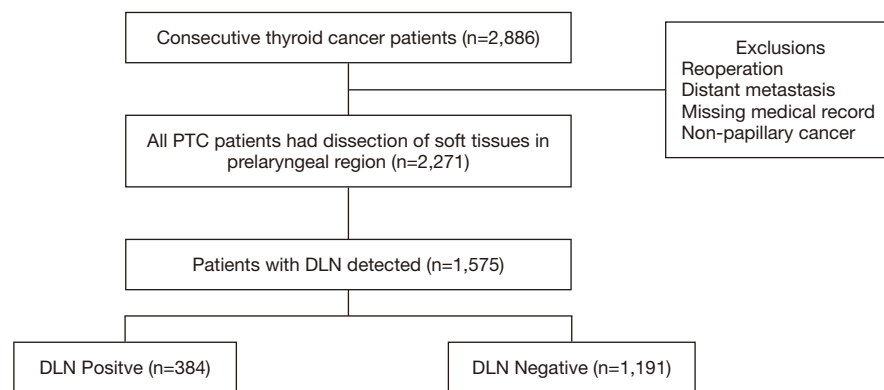 Consecutive thyroid cancer patients (n=2,886)
Exclusions
Reoperation
Distant metastasis
Missing medical record
Non-papillary cancer
All PTC patients had dissection of soft tissues in
prelaryngeal region (n=2,271)
Patients with DLN detected (n=1,575)
DLN Positve (n=384)
DLN Negative (n=1,191)